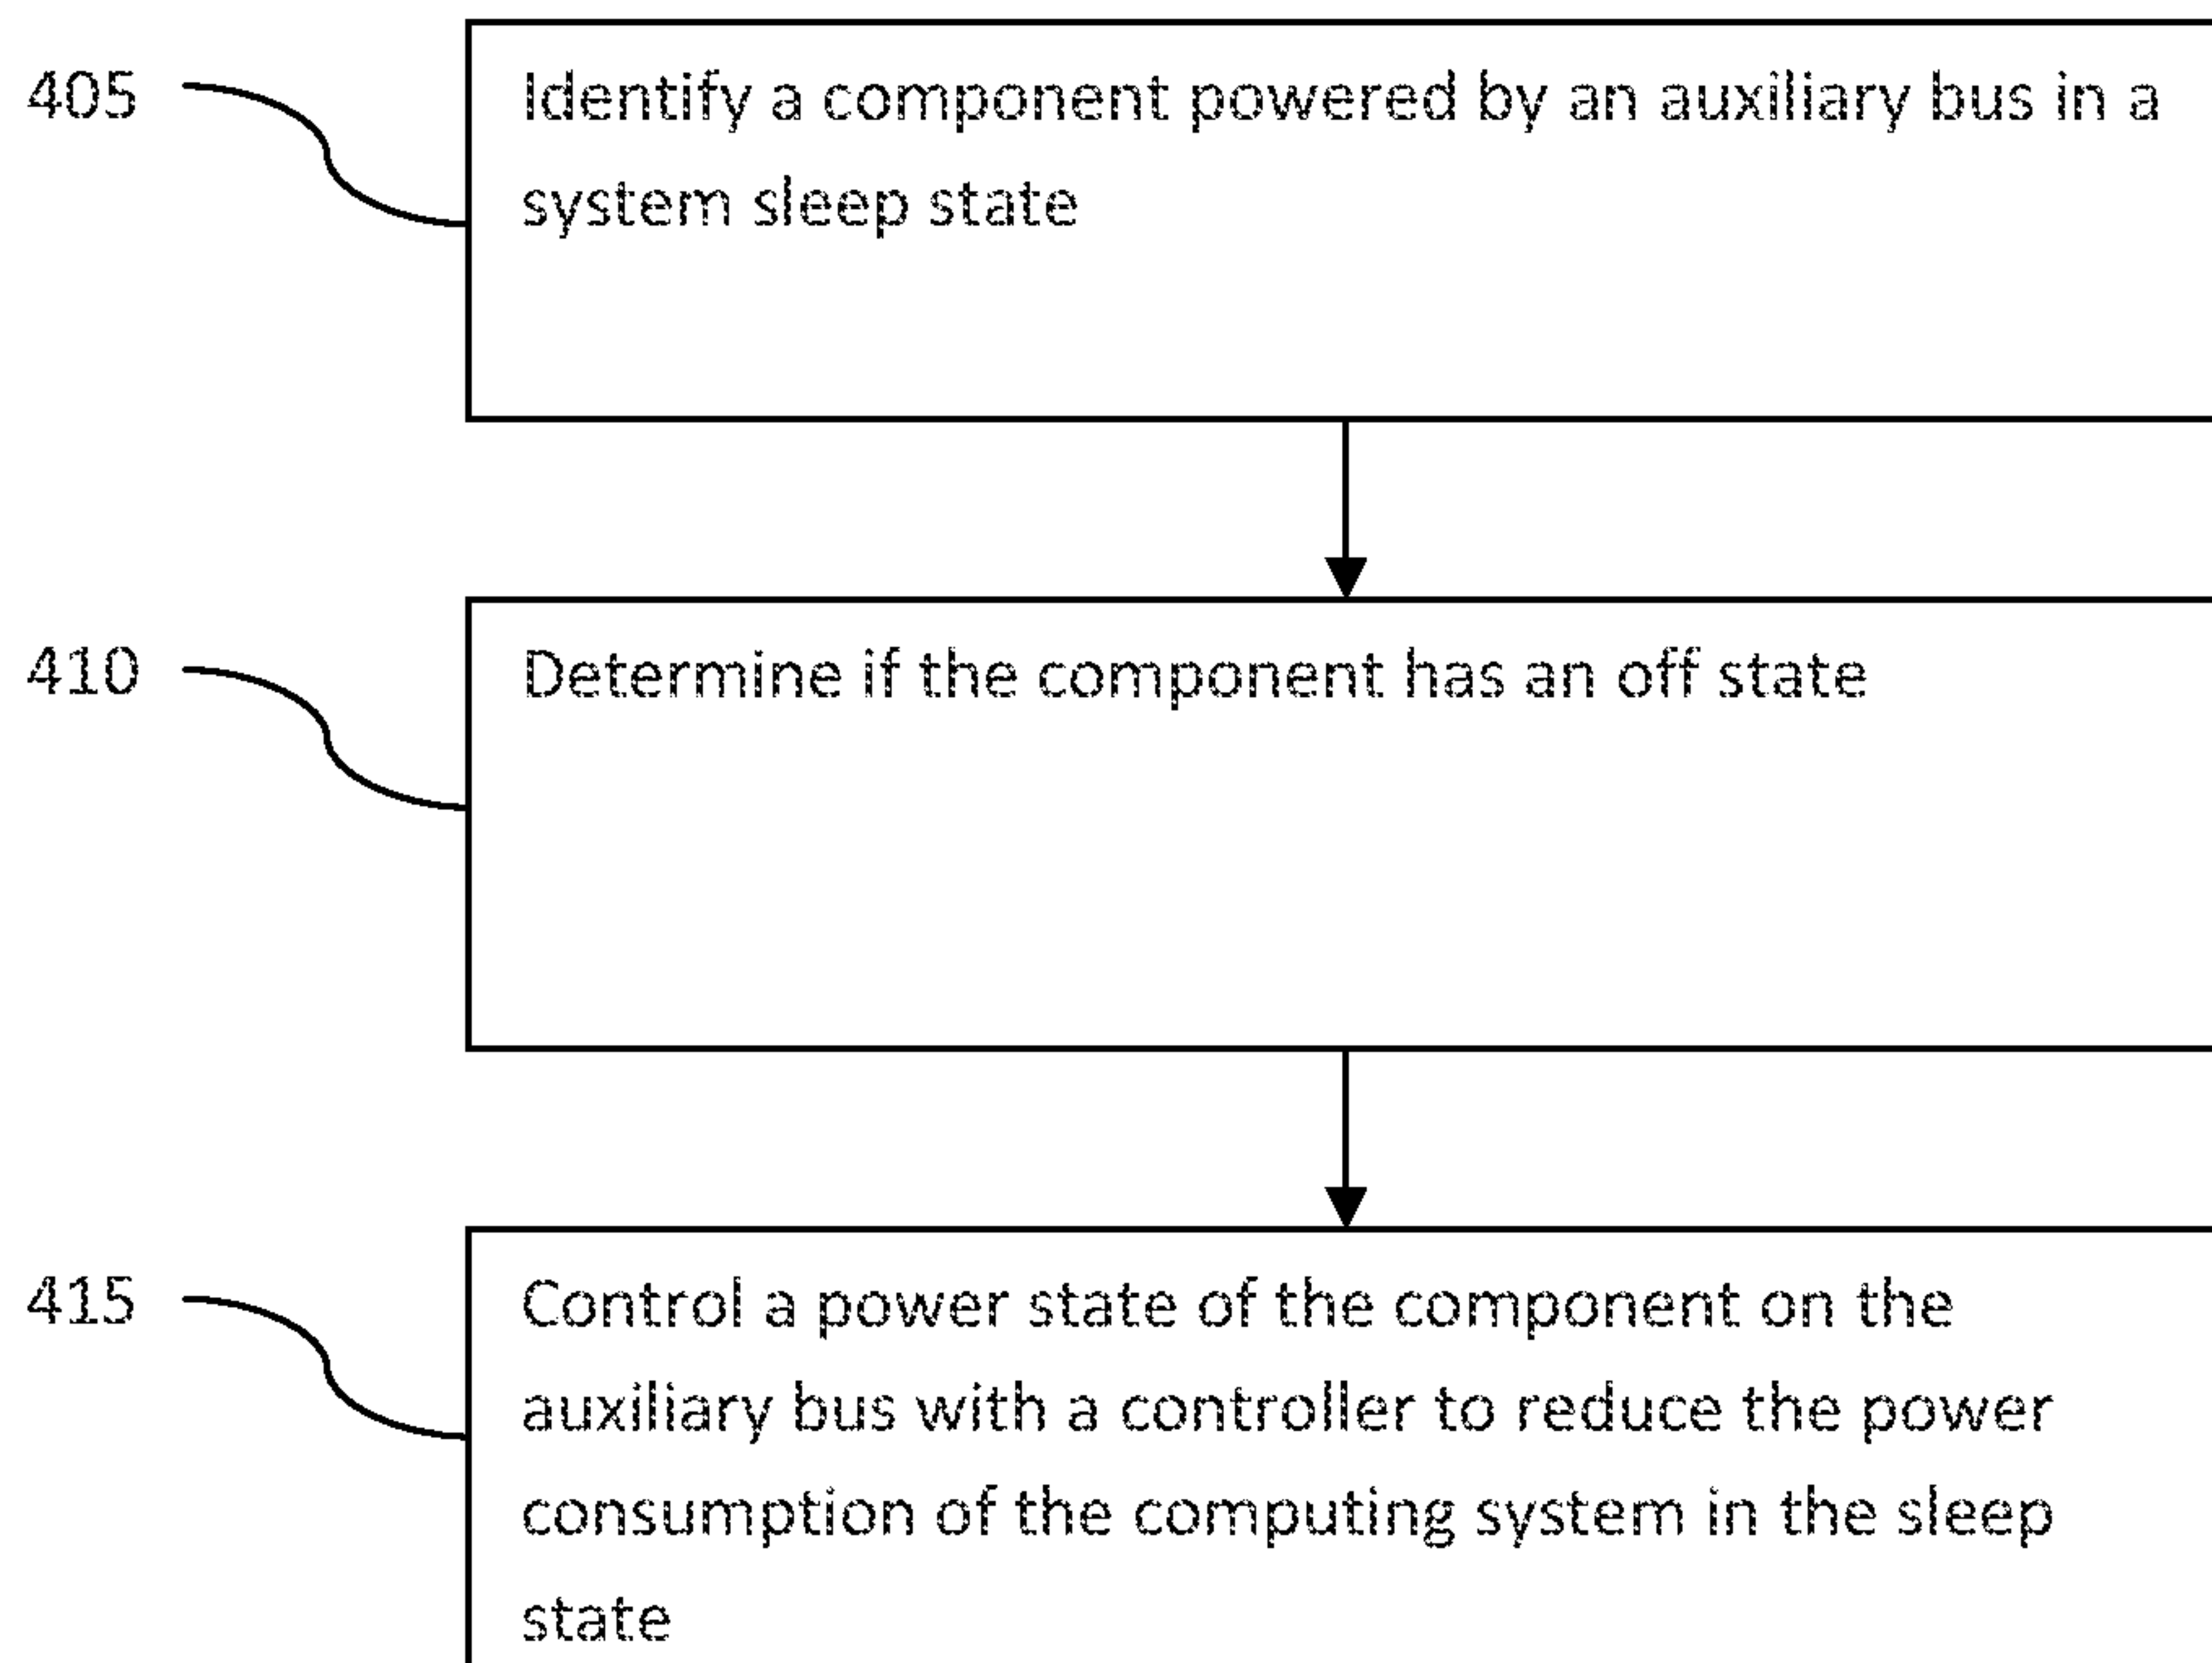 405
Identify a component powered by an auxiliary bus in a
system sleep state
410
Determine if the component has an off state
415
Control a power state of the component on the
auxiliary bus with a controller to reduce the power
consumption of the computing system in the sleep
state